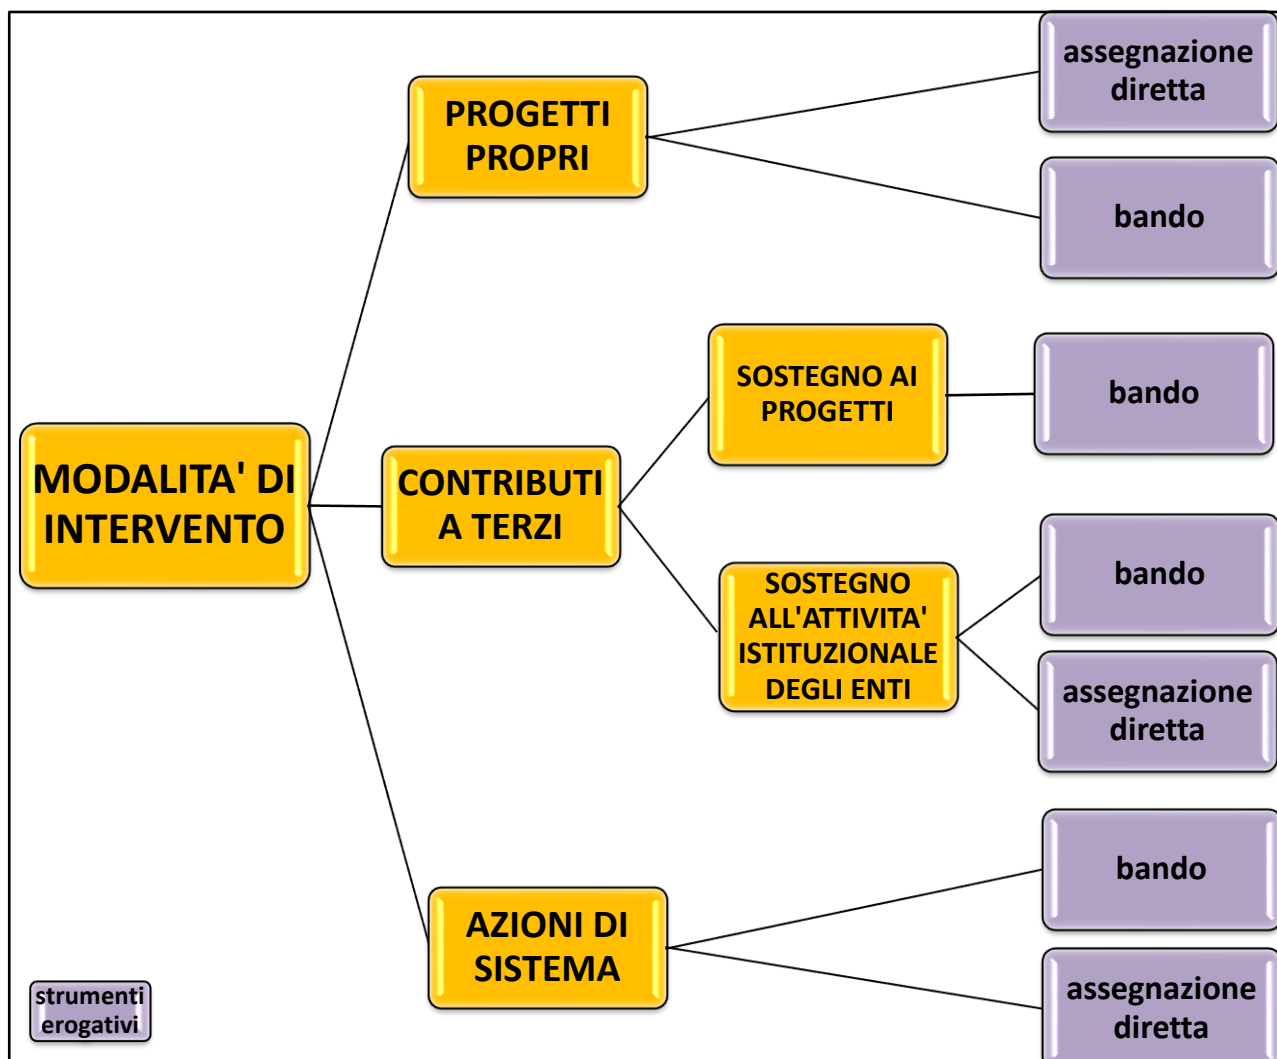 assegnazione
diretta
PROGETTI
PROPRI
bando
SOSTEGNO AI
PROGETTI
bando
MODALITA' DI
INTERVENTO
CONTRIBUTI
A TERZI
SOSTEGNO
ALL'ATTIVITA'
ISTITUZIONALE
DEGLI ENTI
bando
assegnazione
diretta
bando
AZIONI DI
SISTEMA
assegnazione
diretta
strumenti
erogativi